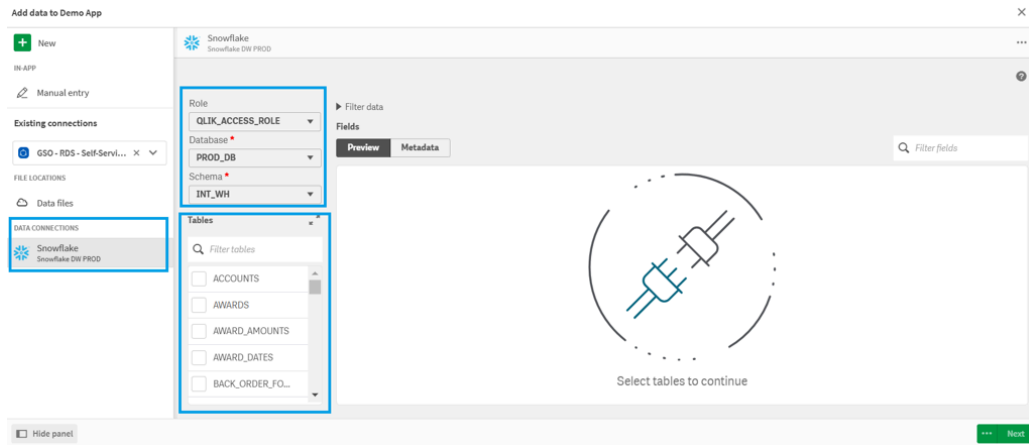 Add data to Demo App
New
IN-APP
Manual entry
Existing connections
GSO - RDS - Self-Servi...
FILE LOCATIONS
Data files
DATA CONNECTIONS
Snowflake
Snowflake DW PROD
Snowflake
Snowflake DW PROD
Role
QLIK_ACCESS_ROLE
Database *
PROD_DB
Schema *
INT_WH
Tables
Filter tables
ACCOUNTS
AWARDS
AWARD_AMOUNTS
AWARD_DATES
BACK_ORDER_FO...
Filter data
Fields
Preview Metadata
Filter fields
Select tables to continue
Hide panel
Next